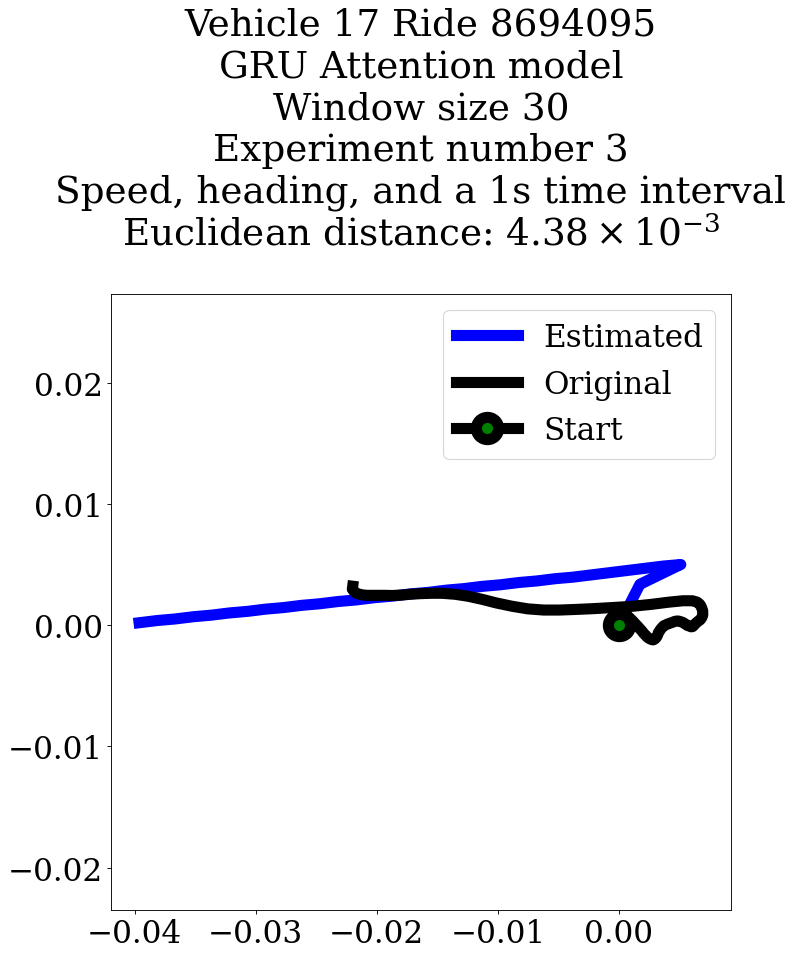 Vehicle 17 Ride 8694095
GRU Attention model
Window size 30
Experiment number 3
Speed, heading, and a 1s time interval
Euclidean distance: 4.38 × 10⁻³
Estimated
Original
Start
0.02
0.01
0.00
−0.01
−0.02
−0.04 −0.03 −0.02 −0.01 0.00